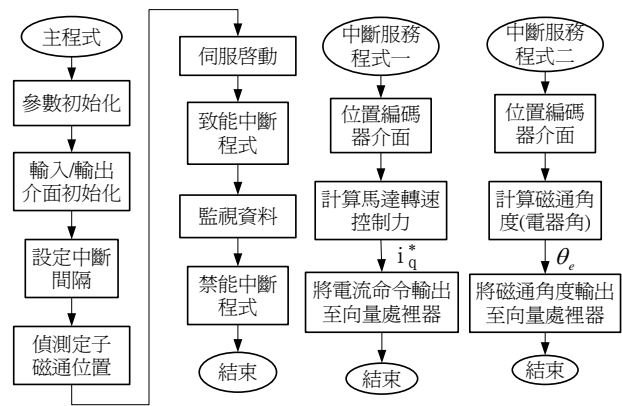 主程式
參數初始化
輸入/輸出
介面初始化
設定中斷
間隔
偵測定子
磁通位置
伺服啓動
致能中斷
程式
監視資料
禁能中斷
程式
結束
中斷服務
程式一
位置編碼
器介面
計算馬達轉速
控制力
i*q
將電流命令輸出
至向量處裡器
結束
中斷服務
程式二
位置編碼
器介面
計算磁通角
度(電器角)
θe
將磁通角度輸出
至向量處裡器
結束